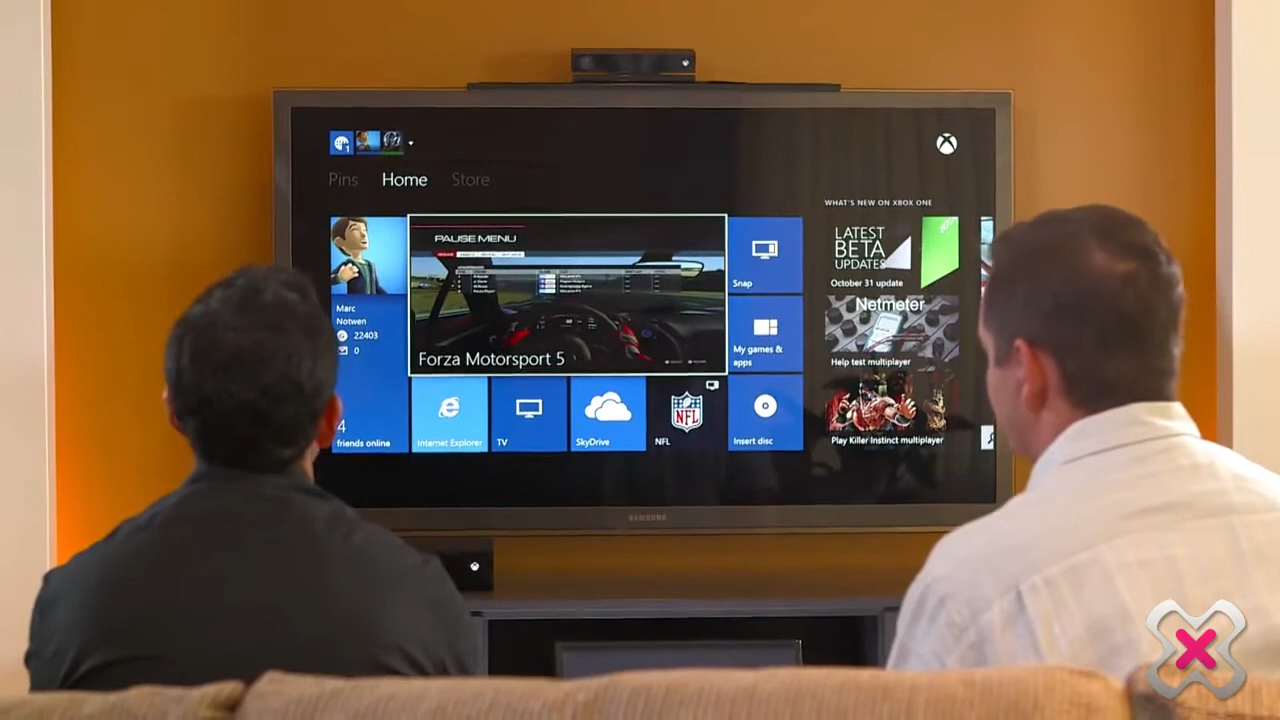 1
Pins Home Store
WHAT'S NEW ON XBOX ONE
PAUSE MENU
LATEST
BETA
UPDATES
October 31 update
Snap
Marc
Notwen
22403
0
Netmeter
My games &
apps
Forza Motorsport 5
Help test multiplayer
4
friends online
Internet Explorer
TV
SkyDrive
NFL
NFL
Insert disc
Play Killer Instinct multiplayer
SAMSUNG